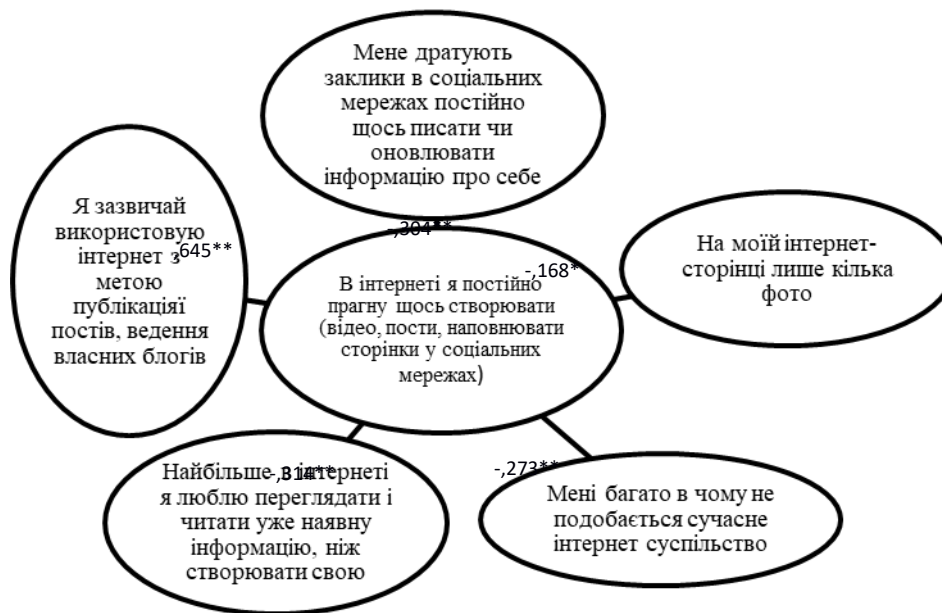 Мене дратують
заклики в соціальних
мережах постійно
щось писати чи
оновлювати
інформацію про себе
-,304**
Я зазвичай
використовую
інтернет з
метою
публікаціяї
постів, ведення
власних блогів
,645**
В інтернеті я постійно
прагну щось створювати
(відео, пости, наповнювати
сторінки у соціальних
мережах)
-,168*
На моїй інтернет-
сторінці лише кілька
фото
Найбільше в інтернеті
я люблю переглядати і
читати уже наявну
інформацію, ніж
створювати свою
-,314**
-,273**
Мені багато в чому не
подобається сучасне
інтернет суспільство